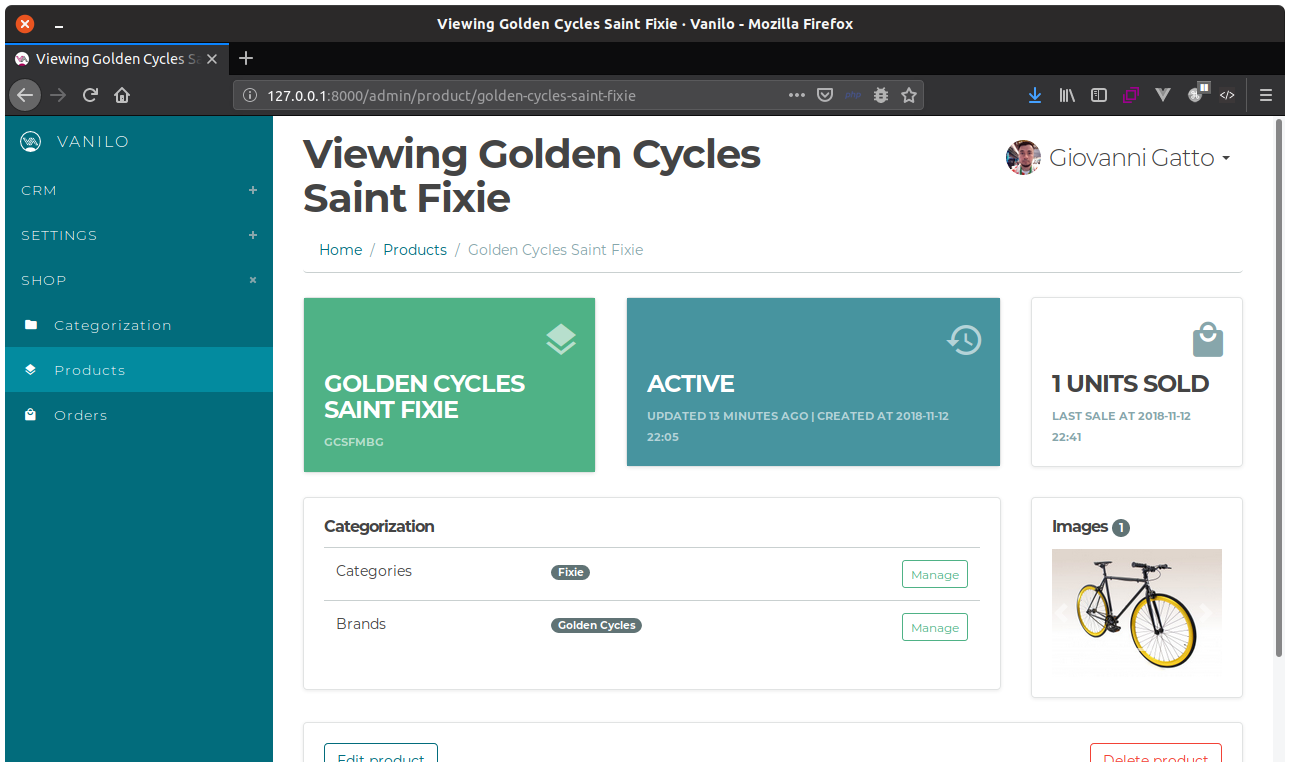 Viewing Golden Cycles Saint Fixie · Vanilo - Mozilla Firefox
Viewing Golden Cycles Sa
127.0.0.1:8000/admin/product/golden-cycles-saint-fixie
VANILO
CRM
SETTINGS
SHOP
Categorization
Products
Orders
Viewing Golden Cycles
Saint Fixie
Giovanni Gatto
Home / Products / Golden Cycles Saint Fixie
GOLDEN CYCLES
SAINT FIXIE
GCSFMBG
ACTIVE
UPDATED 13 MINUTES AGO | CREATED AT 2018-11-12
22:05
1 UNITS SOLD
LAST SALE AT 2018-11-12
22:41
Categorization
Categories Fixie Manage
Brands Golden Cycles Manage
Images 1
Edit product
Delete product